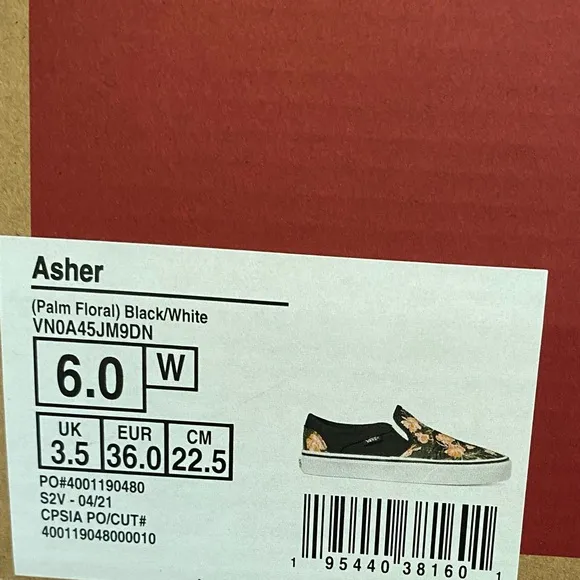 Asher
(Palm Floral) Black/White
VN0A45JM9DN
6.0 W
UK EUR CM
3.5 36.0 22.5
PO#4001190480
S2V - 04/21
CPSIA PO/CUT#
400119048000010
1 95440 38160 1